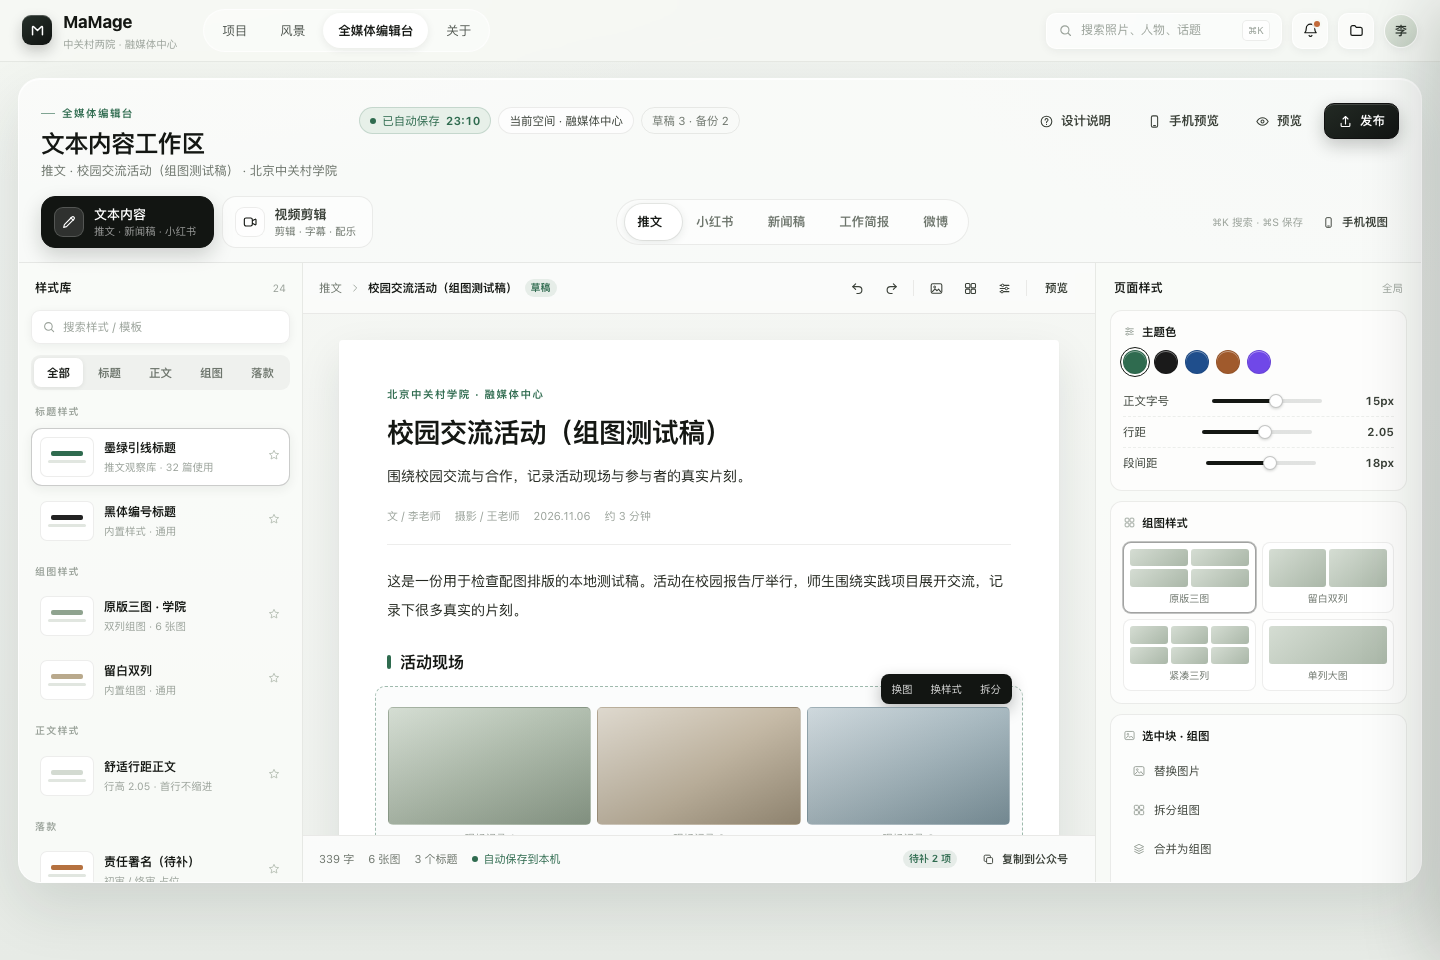 MaMage
中关村两院 · 融媒体中心
项目
风景
全媒体编辑台
关于
搜索照片、人物、话题
⌘K
李
全媒体编辑台
文本内容工作区
推文 · 校园交流活动（组图测试稿） · 北京中关村学院
已自动保存 23:10
当前空间 · 融媒体中心
草稿 3 · 备份 2
设计说明
手机预览
预览
发布
文本内容
推文 · 新闻稿 · 小红书
视频剪辑
剪辑 · 字幕 · 配乐
推文
小红书
新闻稿
工作简报
微博
⌘K 搜索 · ⌘S 保存
手机视图
样式库
24
搜索样式 / 模板
全部
标题
正文
组图
落款
标题样式
墨绿引线标题
推文观察库 · 32 篇使用
黑体编号标题
内置样式 · 通用
组图样式
原版三图 · 学院
双列组图 · 6 张图
留白双列
内置组图 · 通用
正文样式
舒适行距正文
行高 2.05 · 首行不缩进
落款
责任署名（待补）
初审 / 终审 占位
推文
校园交流活动（组图测试稿）
草稿
预览
北京中关村学院 · 融媒体中心
校园交流活动（组图测试稿）
围绕校园交流与合作，记录活动现场与参与者的真实片刻。
文 / 李老师
摄影 / 王老师
2026.11.06
约 3 分钟
这是一份用于检查配图排版的本地测试稿。活动在校园报告厅举行，师生围绕实践项目展开交流，记
录下很多真实的片刻。
活动现场
换图
换样式
拆分
339 字
6 张图
3 个标题
自动保存到本机
待补 2 项
复制到公众号
页面样式
全局
主题色
正文字号
15px
行距
2.05
段间距
18px
组图样式
原版三图
留白双列
紧凑三列
单列大图
选中块 · 组图
替换图片
拆分组图
合并为组图